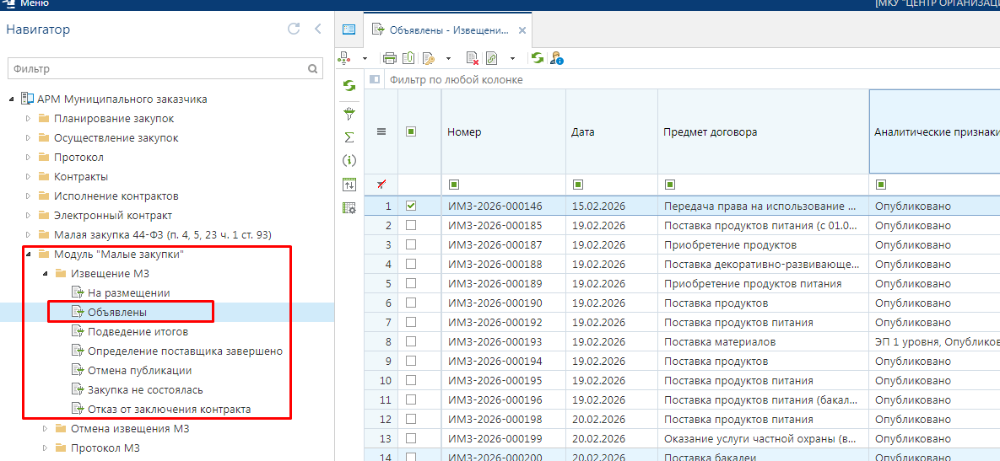 Меню
[МКУ "ЦЕНТР ОРГАНИЗАЦИ
Навигатор
Объявлены - Извещени...
Фильтр
Фильтр по любой колонке
АРМ Муниципального заказчика
Планирование закупок
Осуществление закупок
Протокол
Контракты
Исполнение контрактов
Электронный контракт
Малая закупка 44-ФЗ (п. 4, 5, 23 ч. 1 ст. 93)
Модуль "Малые закупки"
Извещение МЗ
На размещении
Объявлены
Подведение итогов
Определение поставщика завершено
Отмена публикации
Закупка не состоялась
Отказ от заключения контракта
Отмена извещения МЗ
Протокол МЗ
Номер Дата Предмет договора Аналитические признаки
1 ИМЗ-2026-000146 15.02.2026 Передача права на использование ... Опубликовано
2 ИМЗ-2026-000185 19.02.2026 Поставка продуктов питания (с 01.0... Опубликовано
3 ИМЗ-2026-000187 19.02.2026 Приобретение продуктов Опубликовано
4 ИМЗ-2026-000188 19.02.2026 Поставка декоративно-развивающе... Опубликовано
5 ИМЗ-2026-000189 19.02.2026 Приобретение продуктов питания Опубликовано
6 ИМЗ-2026-000190 19.02.2026 Поставка продуктов Опубликовано
7 ИМЗ-2026-000192 19.02.2026 Поставка продуктов питания Опубликовано
8 ИМЗ-2026-000193 19.02.2026 Поставка материалов ЭП 1 уровня, Опубликов
9 ИМЗ-2026-000194 19.02.2026 Поставка продуктов Опубликовано
10 ИМЗ-2026-000195 19.02.2026 Поставка продуктов питания Опубликовано
11 ИМЗ-2026-000196 19.02.2026 Поставка продуктов питания (бакал... Опубликовано
12 ИМЗ-2026-000198 20.02.2026 Поставка продуктов питания Опубликовано
13 ИМЗ-2026-000199 20.02.2026 Оказание услуги частной охраны (в... Опубликовано
14 ИМЗ-2026-000200 20.02.2026 Поставка бакалеи Опубликовано